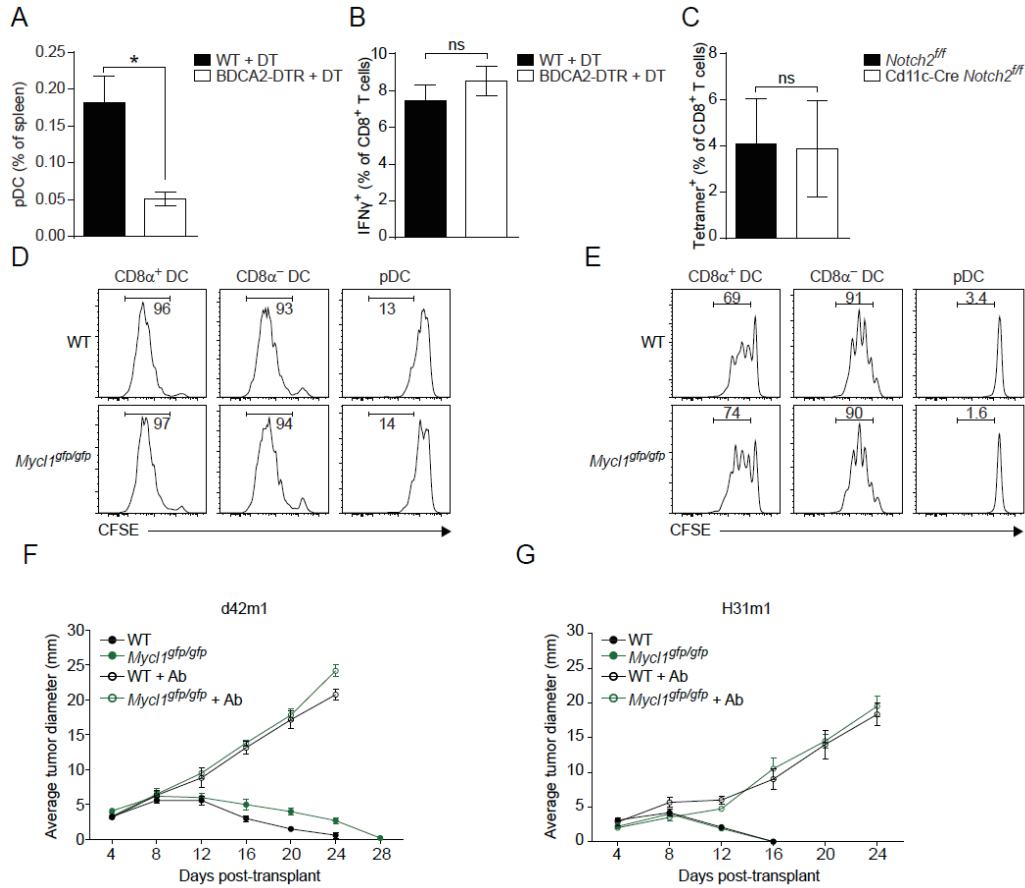 A
pDC (% of spleen)
0.25
0.20
0.15
0.10
0.05
0.00
*
WT + DT
BDCA2-DTR + DT
B
IFNγ⁺ (% of CD8⁺ T cells)
10
8
6
4
2
0
ns
WT + DT
BDCA2-DTR + DT
C
Tetramer⁺ (% of CD8⁺ T cells)
8
6
4
2
0
ns
Notch2f/f
Cd11c-Cre Notch2f/f
D
CD8α⁺ DC
CD8α⁻ DC
pDC
WT
96
93
13
Mycl1gfp/gfp
97
94
14
CFSE
E
CD8α⁺ DC
CD8α⁻ DC
pDC
WT
69
91
3.4
Mycl1gfp/gfp
74
90
1.6
CFSE
F
d42m1
Average tumor diameter (mm)
30
25
20
15
10
5
0
WT
Mycl1gfp/gfp
WT + Ab
Mycl1gfp/gfp + Ab
4 8 12 16 20 24 28
Days post-transplant
G
H31m1
Average tumor diameter (mm)
30
25
20
15
10
5
0
WT
Mycl1gfp/gfp
WT + Ab
Mycl1gfp/gfp + Ab
4 8 12 16 20 24
Days post-transplant